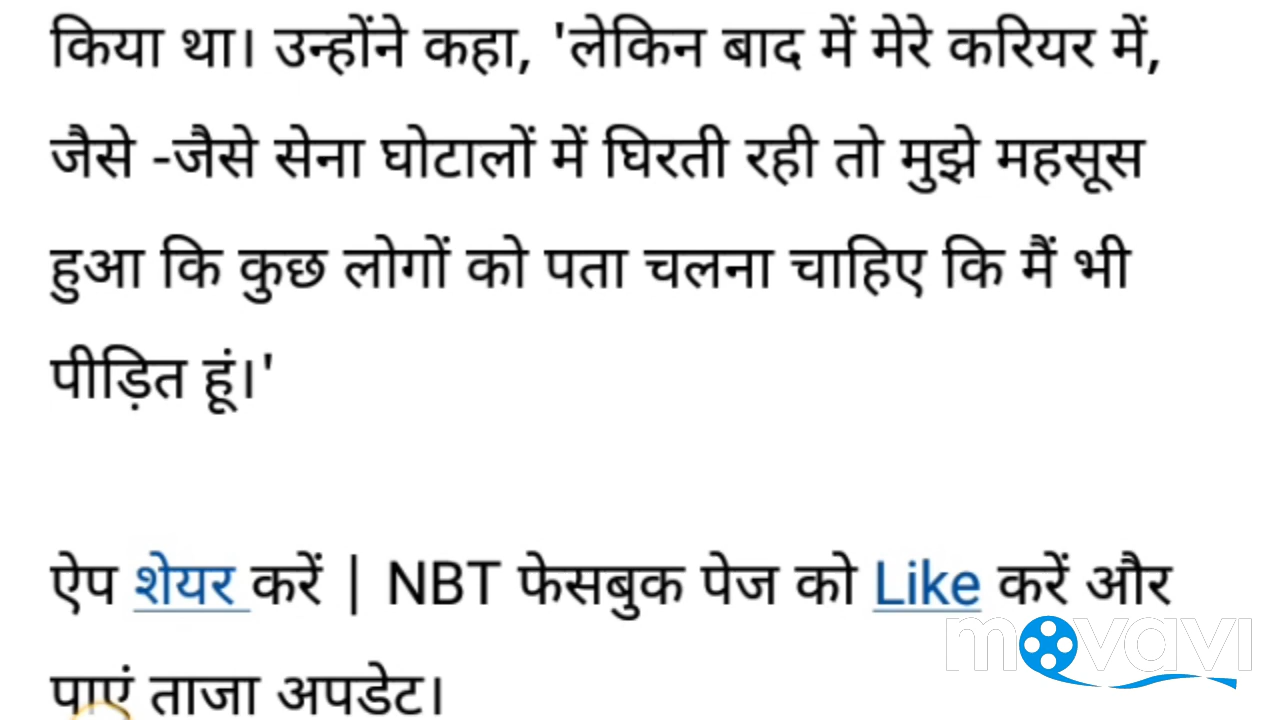 किया था। उन्होंने कहा, 'लेकिन बाद में मेरे करियर में,
जैसे -जैसे सेना घोटालों में घिरती रही तो मुझे महसूस
हुआ कि कुछ लोगों को पता चलना चाहिए कि मैं भी
पीड़ित हूं।'
ऐप शेयर करें | NBT फेसबुक पेज को Like करें और
पाएं ताजा अपडेट।
movavi